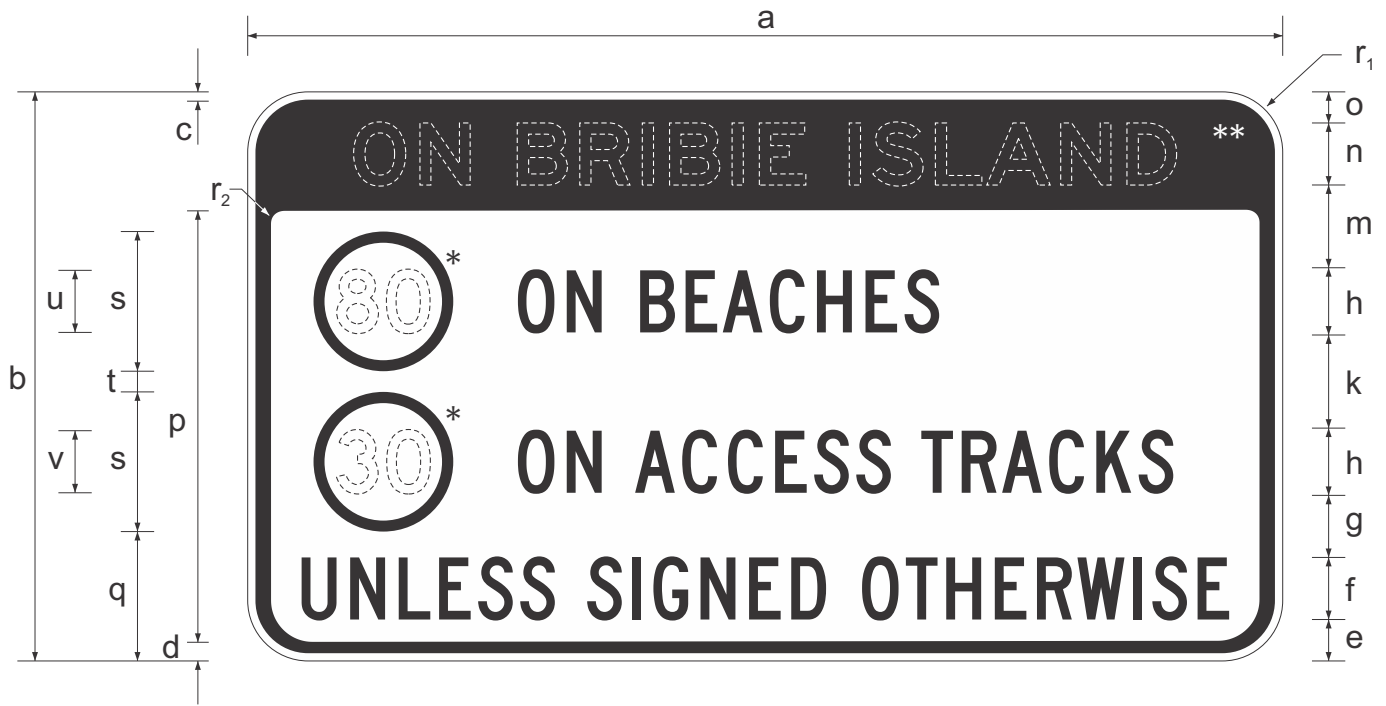 a
r₁
c
o
ON BRIBIE ISLAND **
n
r₂
m
u
s
80*
ON BEACHES
h
b
t
p
k
v
s
30*
ON ACCESS TRACKS
h
g
q
UNLESS SIGNED OTHERWISE
f
d
e